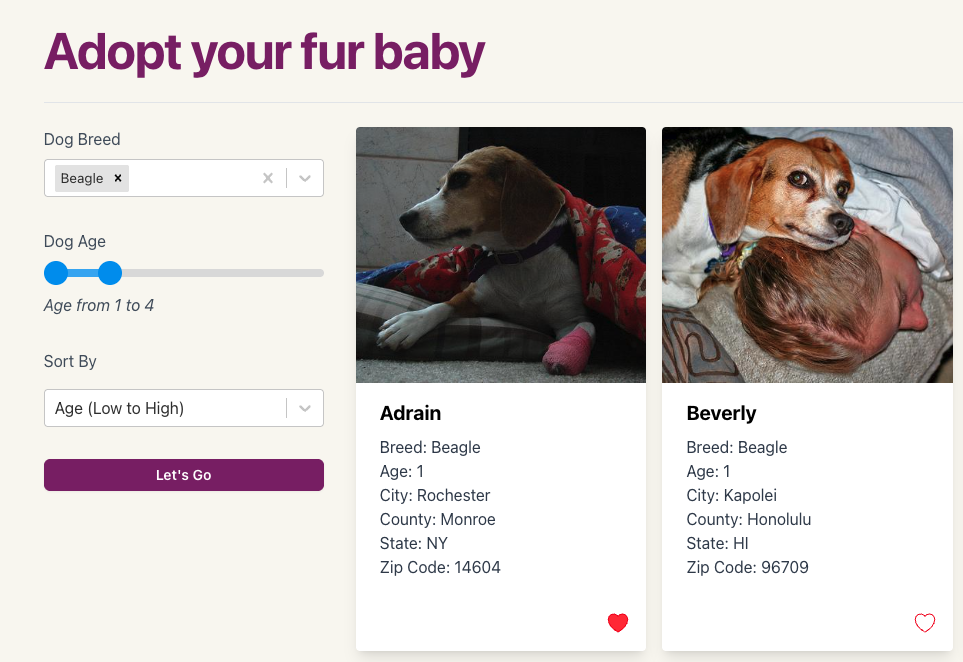 Adopt your fur baby
Dog Breed
Beagle
Dog Age
Age from 1 to 4
Sort By
Age (Low to High)
Let's Go
Adrain
Breed: Beagle
Age: 1
City: Rochester
County: Monroe
State: NY
Zip Code: 14604
Beverly
Breed: Beagle
Age: 1
City: Kapolei
County: Honolulu
State: HI
Zip Code: 96709